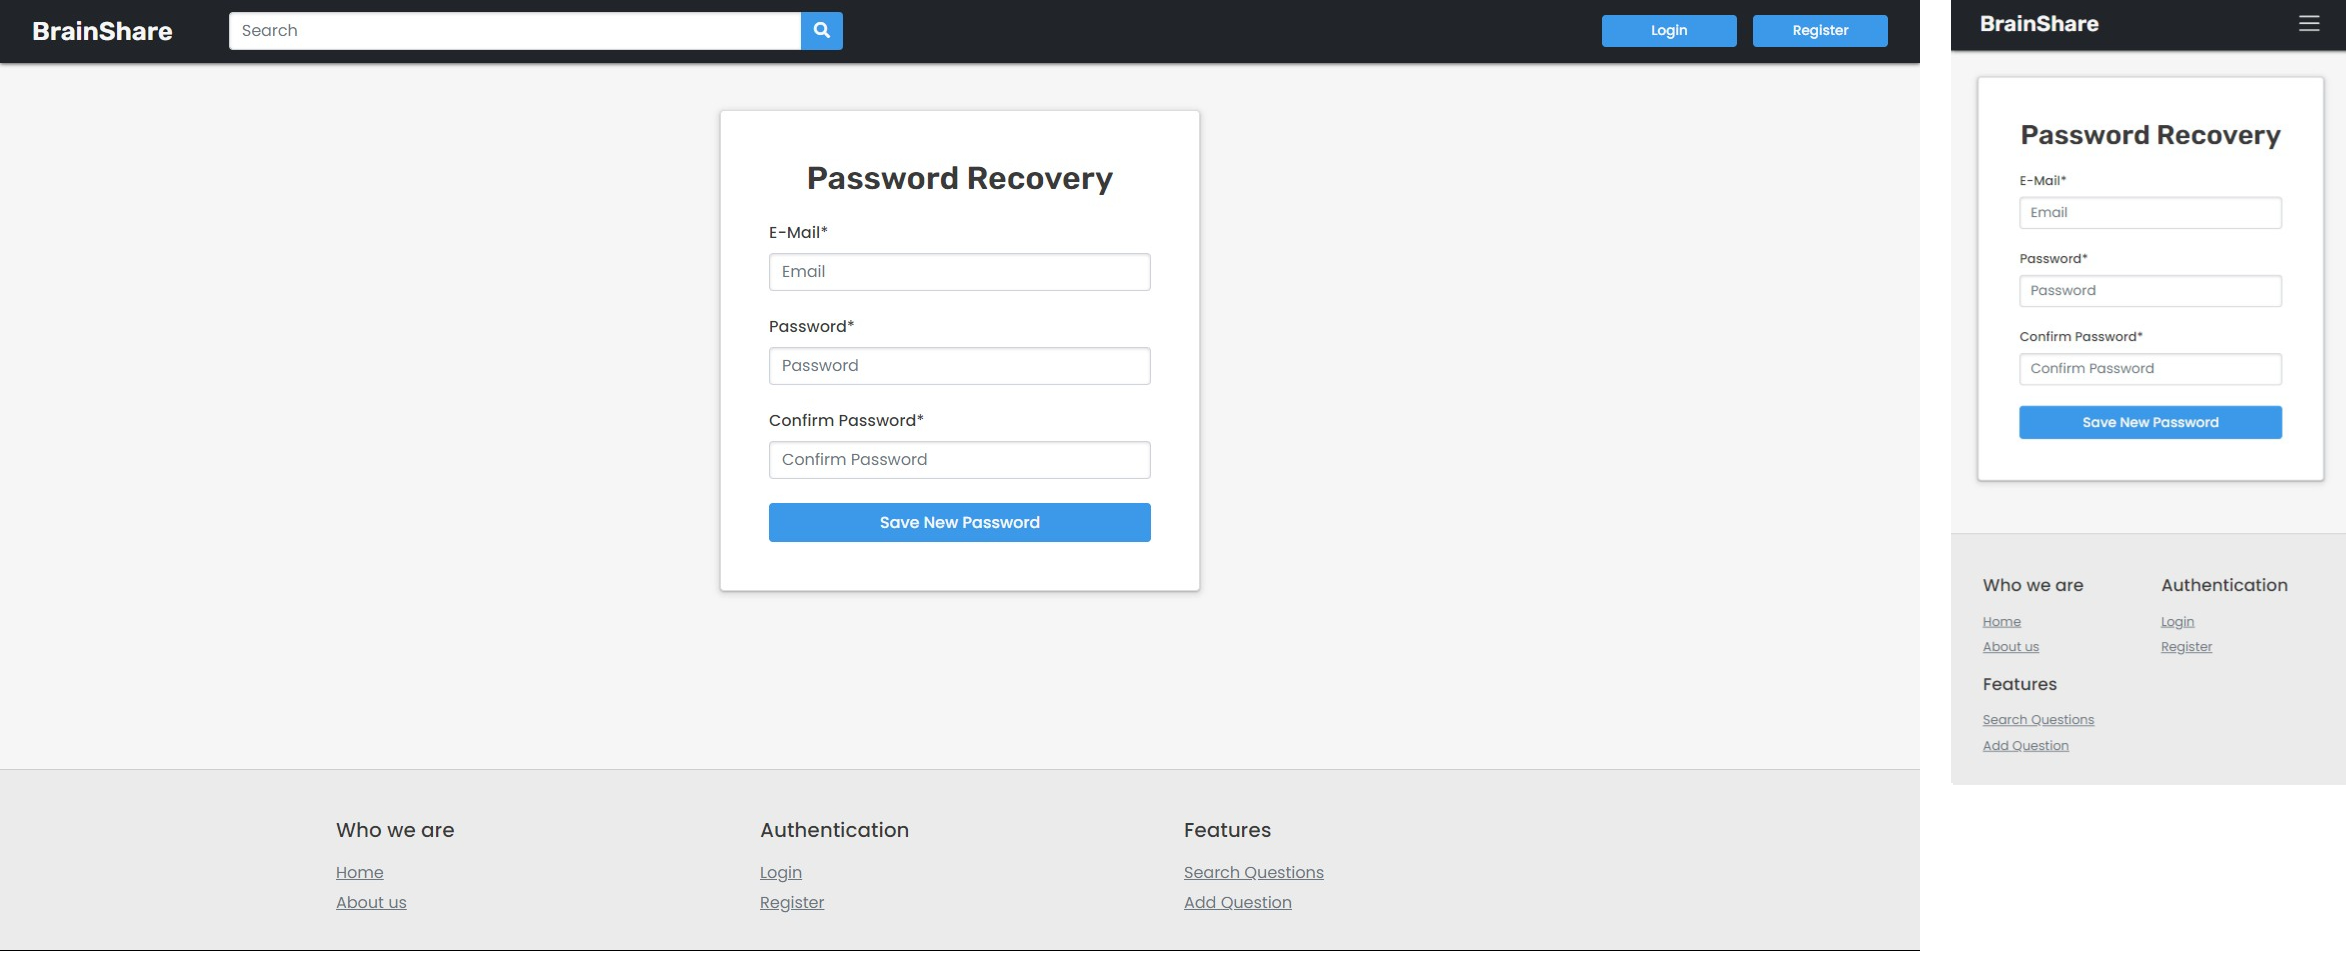 BrainShare
Search
Login
Register
Password Recovery
E-Mail*
Email
Password*
Password
Confirm Password*
Confirm Password
Save New Password
Who we are
Home
About us
Authentication
Login
Register
Features
Search Questions
Add Question
BrainShare
Password Recovery
E-Mail*
Email
Password*
Password
Confirm Password*
Confirm Password
Save New Password
Who we are
Home
About us
Authentication
Login
Register
Features
Search Questions
Add Question